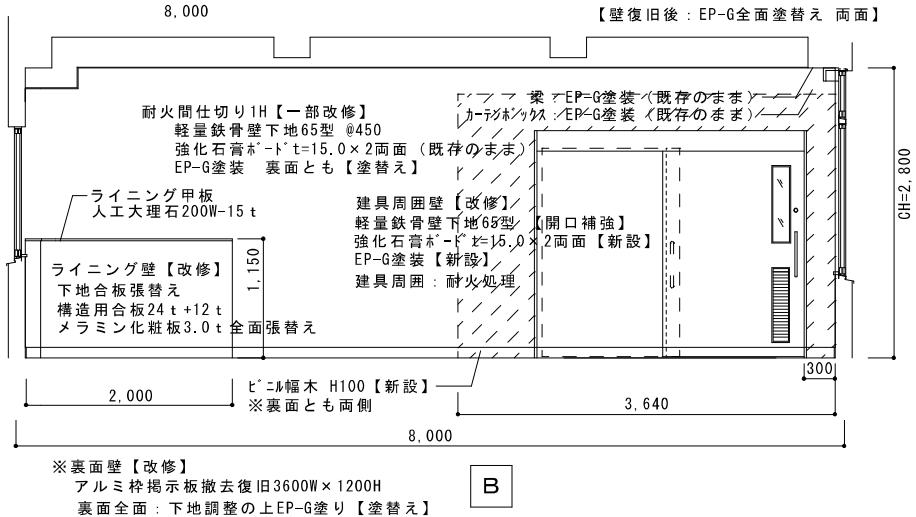 8,000
【壁復旧後：EP-G全面塗替え 両面】
耐火間仕切り1H【一部改修】
軽量鉄骨壁下地65型 @450
強化石膏ﾎﾞｰﾄﾞt=15.0×2両面（既存のまま）
EP-G塗装 裏面とも【塗替え】
梁：EP-G塗装（既存のまま）
ｶｰﾃﾝﾎﾞｯｸｽ：EP-G塗装（既存のまま）
ライニング甲板
人工大理石200W-15ｔ
建具周囲壁【改修】
軽量鉄骨壁下地65型 【開口補強】
強化石膏ﾎﾞｰﾄﾞt=15.0×2両面【新設】
EP-G塗装【新設】
建具周囲：耐火処理
CH=2,800
1,150
ライニング壁【改修】
下地合板張替え
構造用合板24ｔ+12ｔ
メラミン化粧板3.0ｔ全面張替え
ﾋﾞﾆﾙ幅木 H100【新設】
※裏面とも両側
300
2,000
3,640
8,000
※裏面壁【改修】
アルミ枠掲示板撤去復旧3600W×1200H
裏面全面：下地調整の上EP-G塗り【塗替え】
B